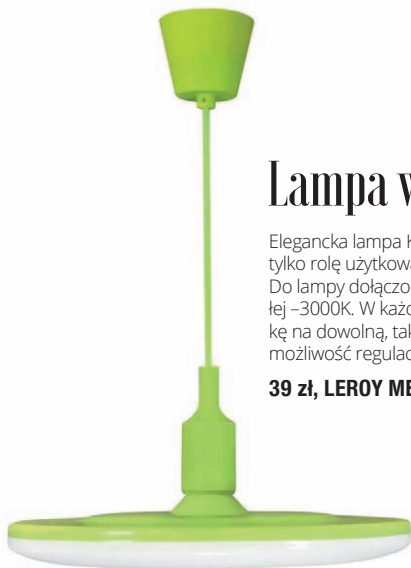 Lampa
Elegancka lampa
tylko rolę użytkow
Do lampy dołączo
łej –3000K. W każd
kę na dowolną, tak
możliwość regulac
39 zł, LEROY ME